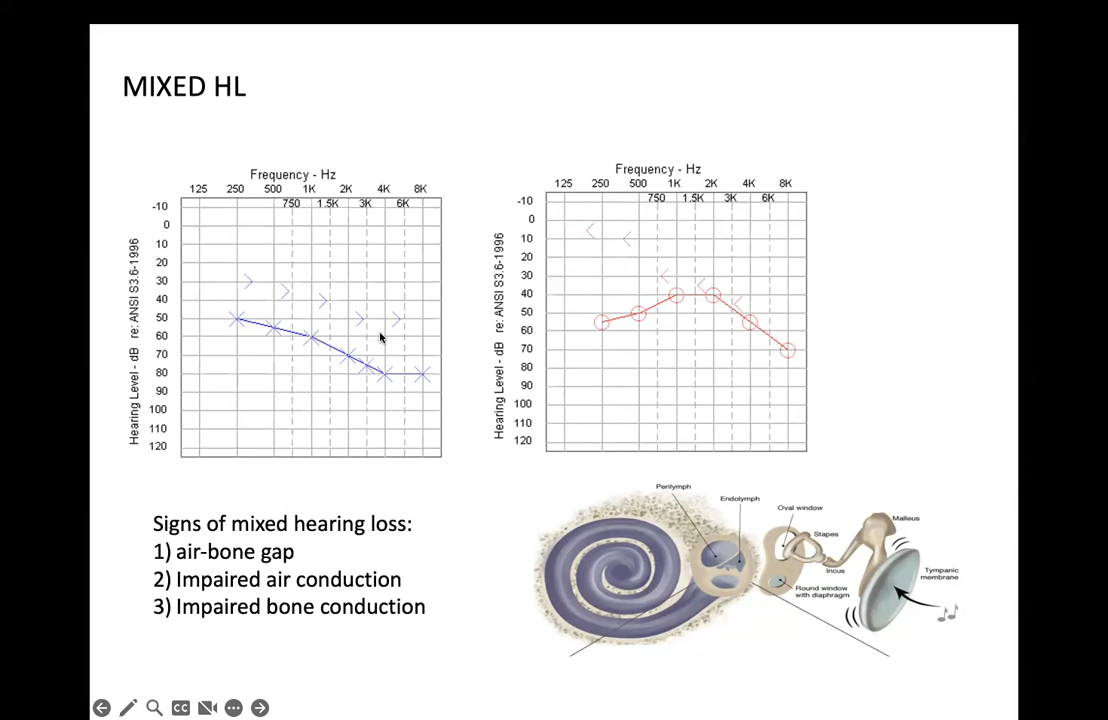 MIXED HL
Frequency - Hz
125 250 500 1K 2K 4K 8K
750 1.5K 3K 6K
-10
0
10
20
30
40
50
60
70
80
90
100
110
120
Hearing Level - dB re: ANSI S3.6-1996
Frequency - Hz
125 250 500 1K 2K 4K 8K
750 1.5K 3K 6K
-10
0
10
20
30
40
50
60
70
80
90
100
110
120
Hearing Level - dB re: ANSI S3.6-1996
Signs of mixed hearing loss:
1) air-bone gap
2) Impaired air conduction
3) Impaired bone conduction
Perilymph
Endolymph
Oval window
Stapes
Malleus
Incus
Tympanic
membrane
Round window
with diaphragm
CC